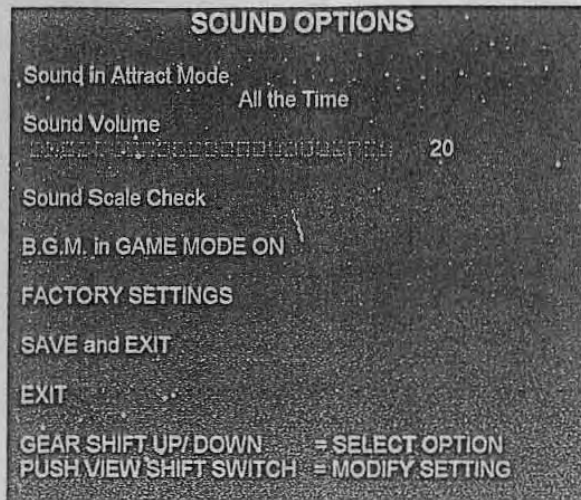 SOUND OPTIONS
Sound in Attract Mode
All the Time
Sound Volume
20
Sound Scale Check
B.G.M. in GAME MODE ON
FACTORY SETTINGS
SAVE and EXIT
EXIT
GEAR SHIFT UP/ DOWN = SELECT OPTION
PUSH VIEW SHIFT SWITCH = MODIFY SETTING